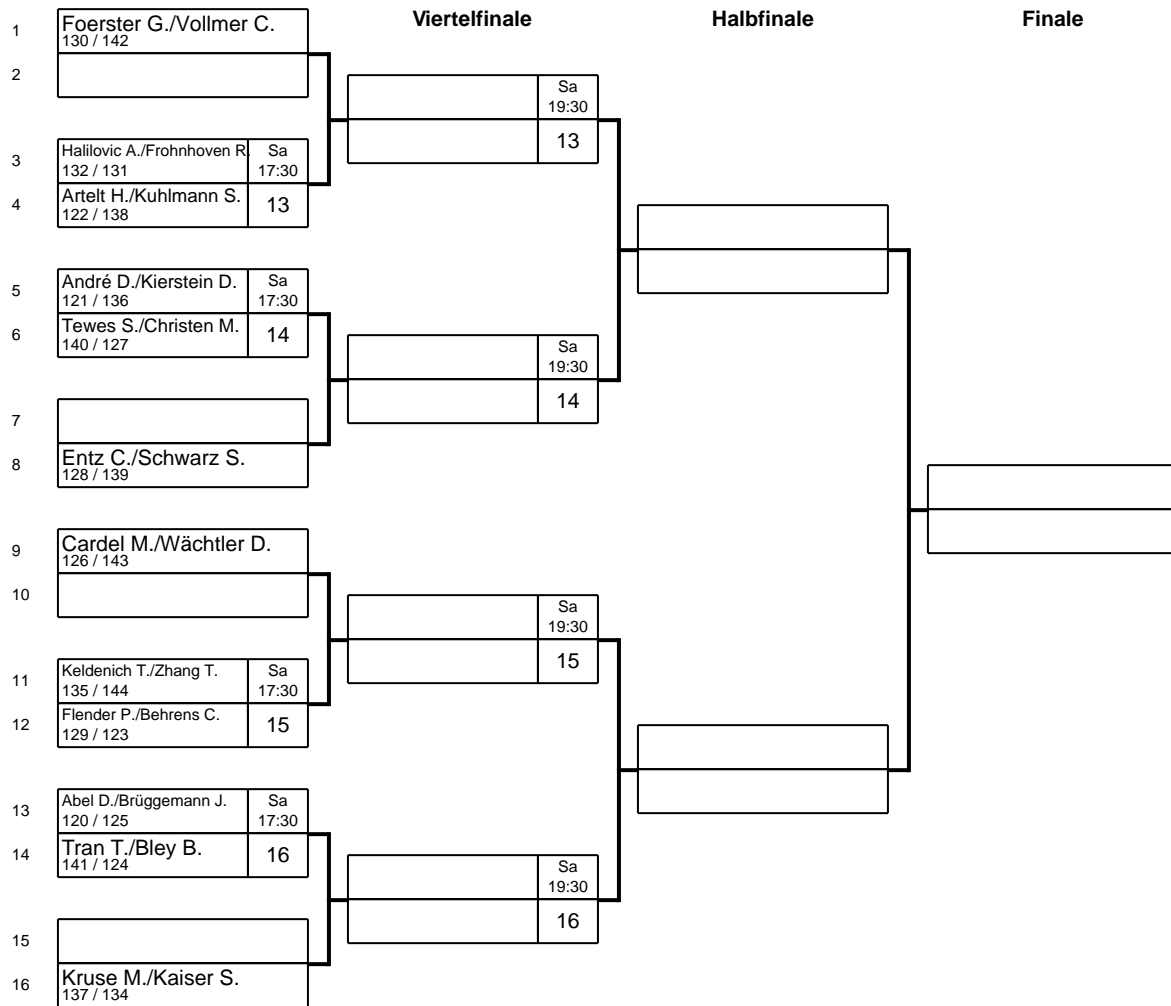 Viertelfinale Halbfinale Finale
1 Foerster G./Vollmer C.
130 / 142
2
Sa
19:30
13
3 Halilovic A./Frohnhoven R. Sa
132 / 131 17:30
4 Artelt H./Kuhlmann S. 13
122 / 138
5 André D./Kierstein D. Sa
121 / 136 17:30
6 Tewes S./Christen M. 14
140 / 127
Sa
19:30
14
7
8 Entz C./Schwarz S.
128 / 139
9 Cardel M./Wächtler D.
126 / 143
10
Sa
19:30
15
11 Keldenich T./Zhang T. Sa
135 / 144 17:30
12 Flender P./Behrens C. 15
129 / 123
13 Abel D./Brüggemann J. Sa
120 / 125 17:30
14 Tran T./Bley B. 16
141 / 124
Sa
19:30
16
15
16 Kruse M./Kaiser S.
137 / 134